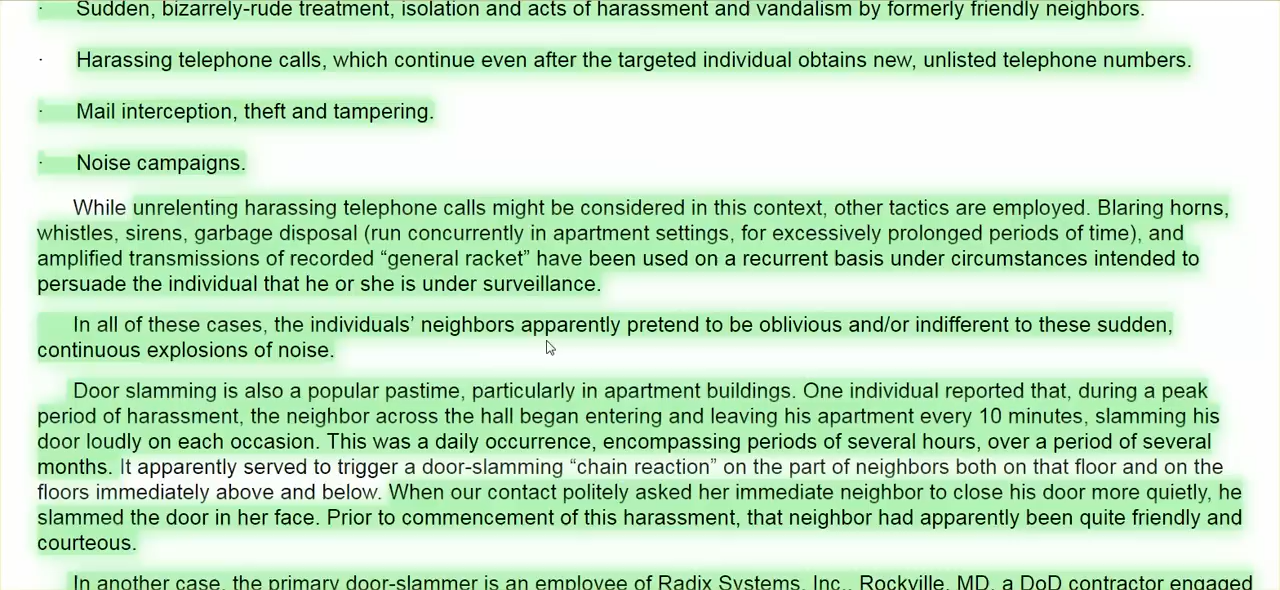 · Sudden, bizarrely-rude treatment, isolation and acts of harassment and vandalism by formerly friendly neighbors.
· Harassing telephone calls, which continue even after the targeted individual obtains new, unlisted telephone numbers.
· Mail interception, theft and tampering.
· Noise campaigns.
While unrelenting harassing telephone calls might be considered in this context, other tactics are employed. Blaring horns,
whistles, sirens, garbage disposal (run concurrently in apartment settings, for excessively prolonged periods of time), and
amplified transmissions of recorded “general racket” have been used on a recurrent basis under circumstances intended to
persuade the individual that he or she is under surveillance.
In all of these cases, the individuals’ neighbors apparently pretend to be oblivious and/or indifferent to these sudden,
continuous explosions of noise.
Door slamming is also a popular pastime, particularly in apartment buildings. One individual reported that, during a peak
period of harassment, the neighbor across the hall began entering and leaving his apartment every 10 minutes, slamming his
door loudly on each occasion. This was a daily occurrence, encompassing periods of several hours, over a period of several
months. It apparently served to trigger a door-slamming “chain reaction” on the part of neighbors both on that floor and on the
floors immediately above and below. When our contact politely asked her immediate neighbor to close his door more quietly, he
slammed the door in her face. Prior to commencement of this harassment, that neighbor had apparently been quite friendly and
courteous.
In another case, the primary door-slammer is an employee of Radix Systems, Inc., Rockville, MD, a DoD contractor engaged